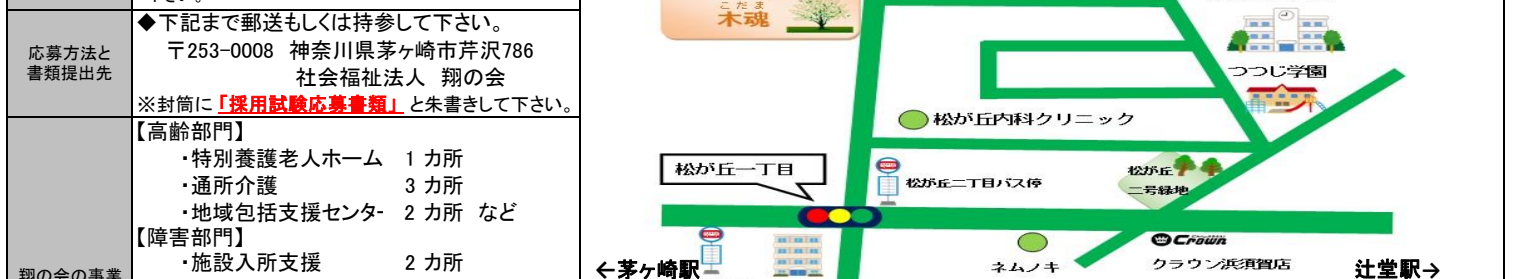 応募方法と
書類提出先
◆下記まで郵送もしくは持参して下さい。
〒253-0008 神奈川県茅ヶ崎市芹沢786
社会福祉法人 翔の会
※封筒に「採用試験応募書類」と朱書きして下さい。
翔の会の事業
【高齢部門】
・特別養護老人ホーム 1 カ所
・通所介護 3 カ所
・地域包括支援センター 2 カ所 など
【障害部門】
・施設入所支援 2 カ所
こだま
木魂
つつじ学園
松が丘内科クリニック
松が丘一丁目
松が丘二丁目バス停
松が丘
二号緑地
←茅ヶ崎駅
ネムノキ
Crown
クラウン浜須賀店
辻堂駅→